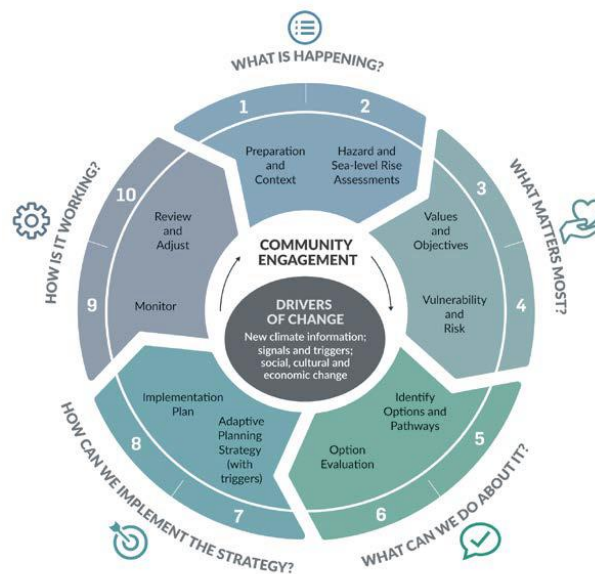 WHAT IS HAPPENING?
1
2
Preparation
and
Context
Hazard and
Sea-level Rise
Assessments
WHAT MATTERS MOST?
3
4
Values
and
Objectives
Vulnerability
and
Risk
WHAT CAN WE DO ABOUT IT?
5
6
Identify
Options and
Pathways
Option
Evaluation
HOW CAN WE IMPLEMENT THE STRATEGY?
7
8
Adaptive
Planning
Strategy
(with
triggers)
Implementation
Plan
HOW IS IT WORKING?
9
10
Monitor
Review
and
Adjust
COMMUNITY
ENGAGEMENT
DRIVERS
OF CHANGE
New climate information;
signals and triggers;
social, cultural and
economic change